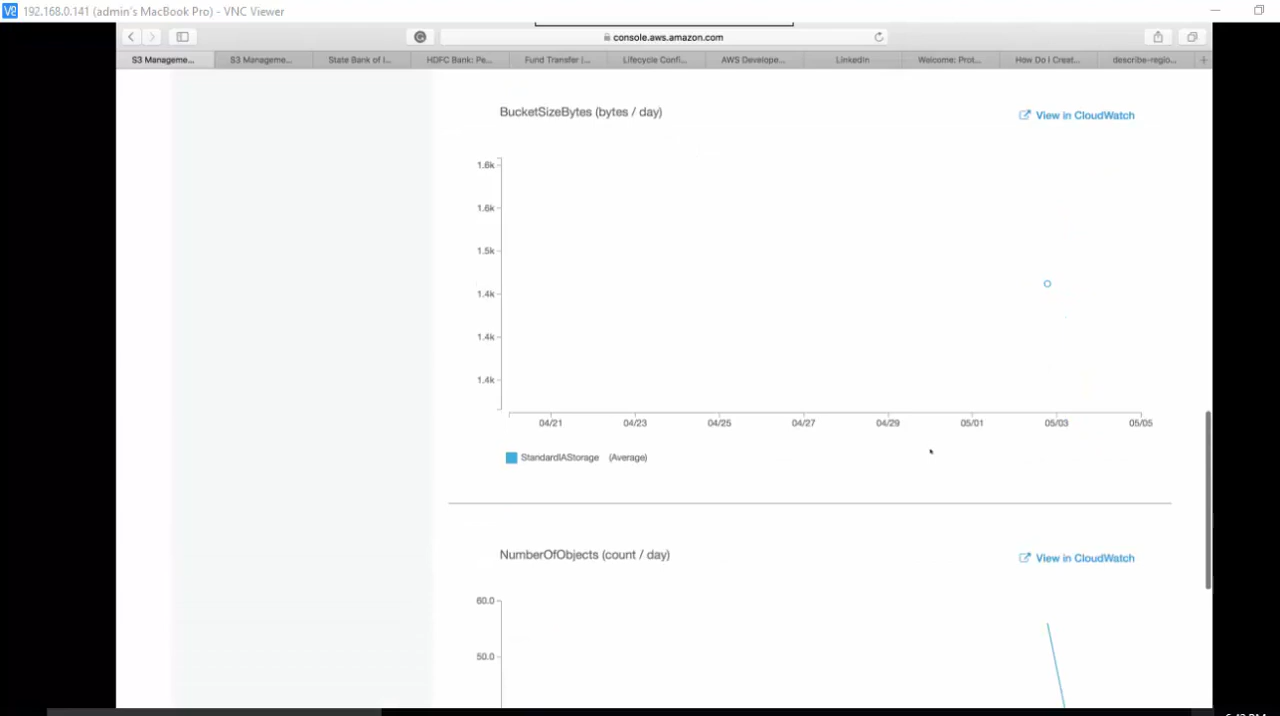 192.168.0.141 (admin's MacBook Pro) - VNC Viewer
console.aws.amazon.com
S3 Manageme...
S3 Manageme...
State Bank of I...
HDFC Bank: Pe...
Fund Transfer |...
Lifecycle Confi...
AWS Develope...
LinkedIn
Welcome: Prot...
How Do I Creat...
describe-regio...
BucketSizeBytes (bytes / day)
View in CloudWatch
1.6k
1.6k
1.5k
1.4k
1.4k
1.4k
04/21
04/23
04/25
04/27
04/29
05/01
05/03
05/05
StandardIAStorage (Average)
NumberOfObjects (count / day)
View in CloudWatch
60.0
50.0